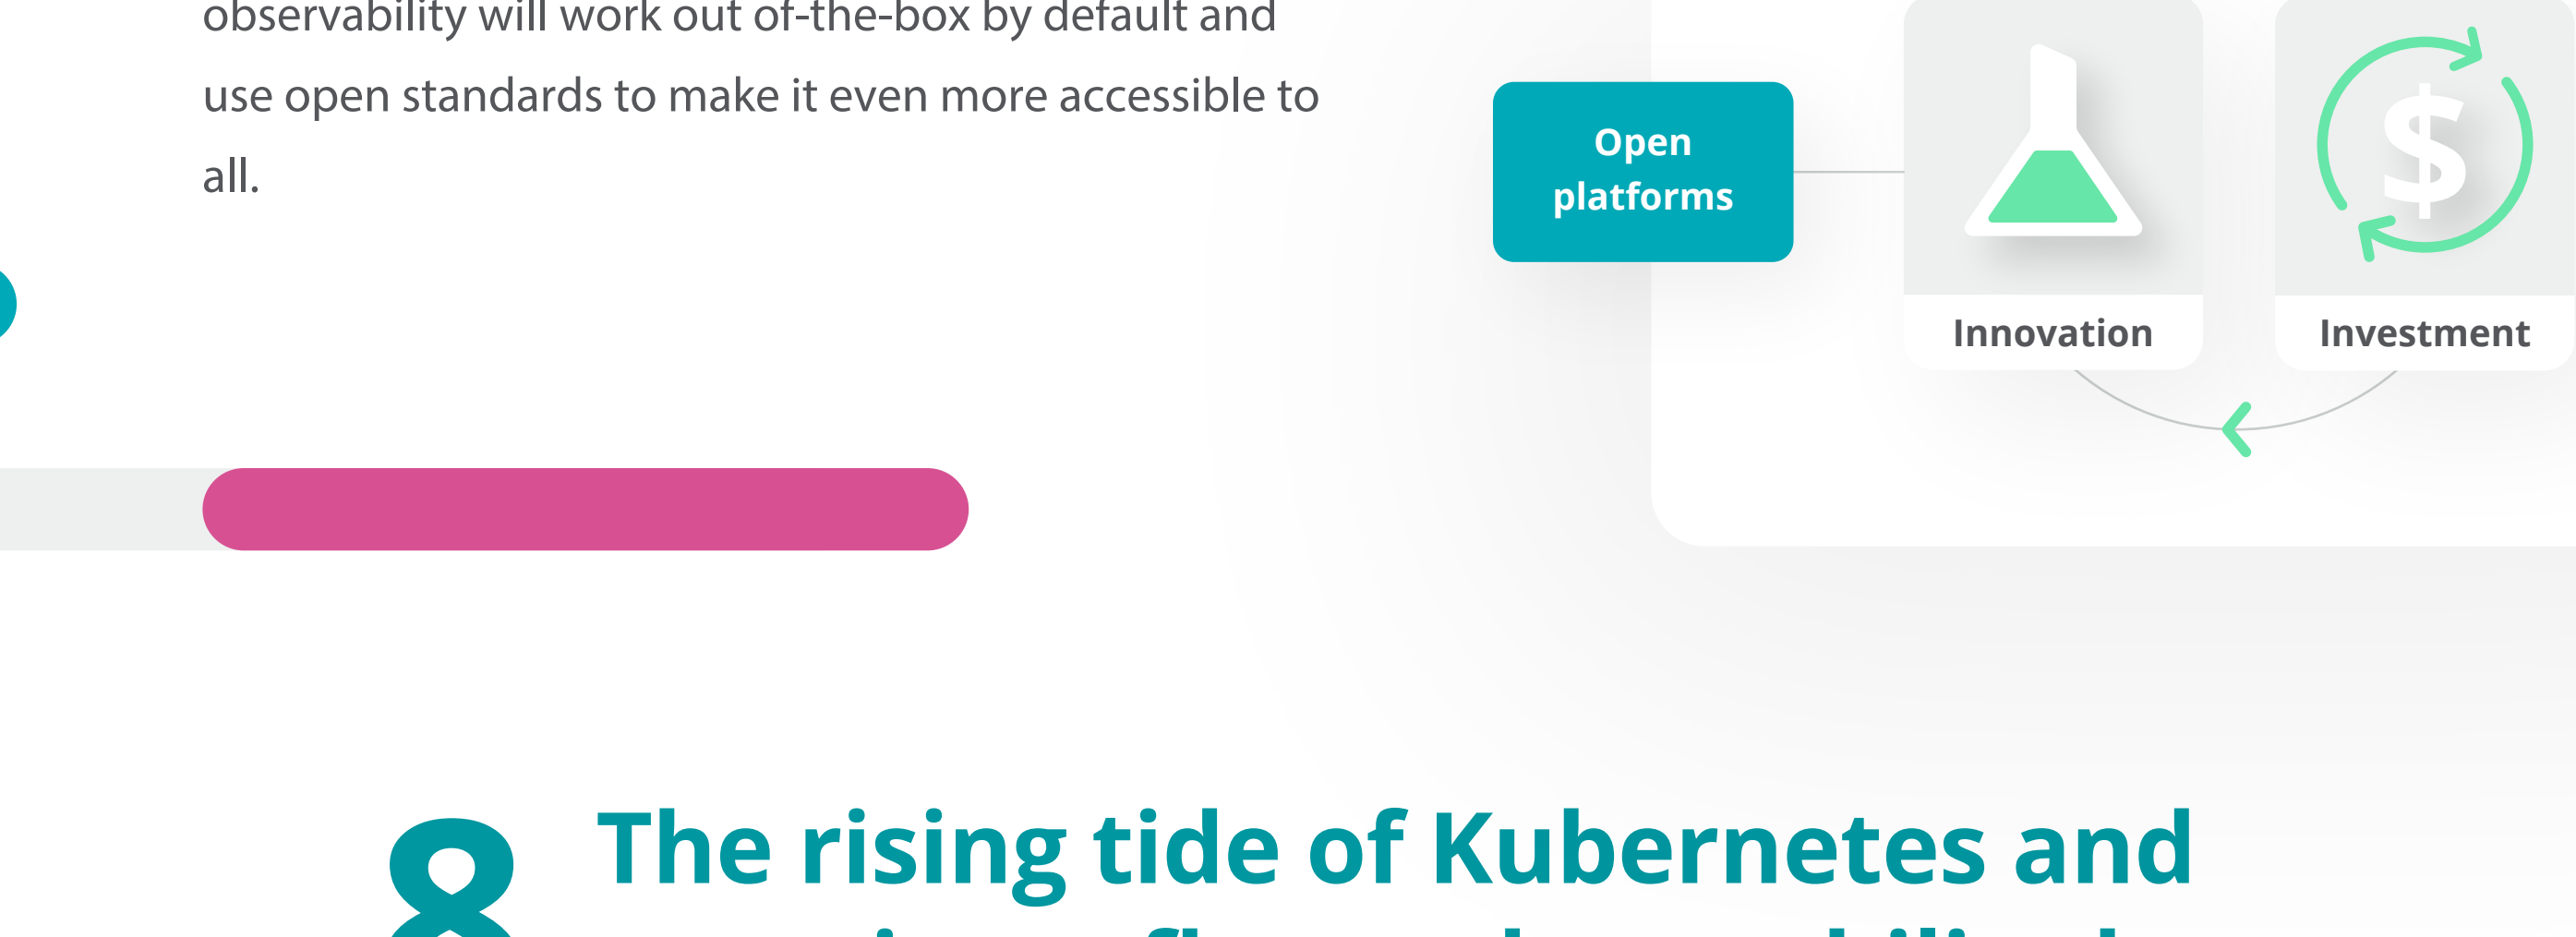 observability will work out of-the-box by default and
use open standards to make it even more accessible to
all.
Open
platforms
$
Innovation
Investment
8
The rising tide of Kubernetes and